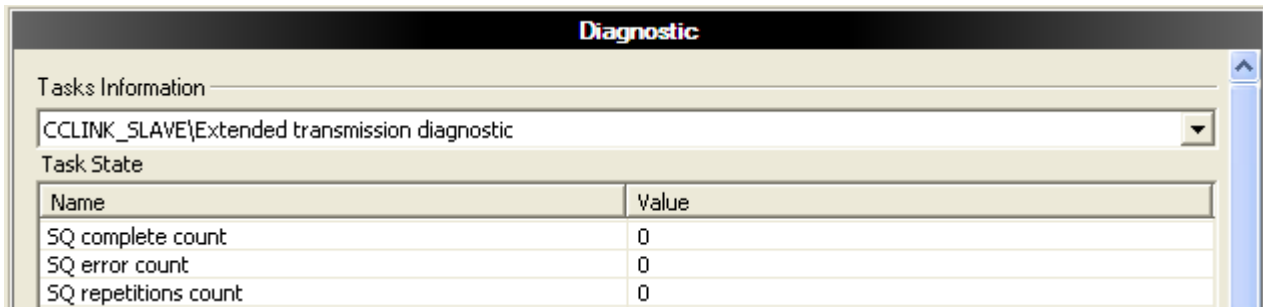 Diagnostic
Tasks Information
CCLINK_SLAVE\Extended transmission diagnostic
Task State
Name Value
SQ complete count 0
SQ error count 0
SQ repetitions count 0